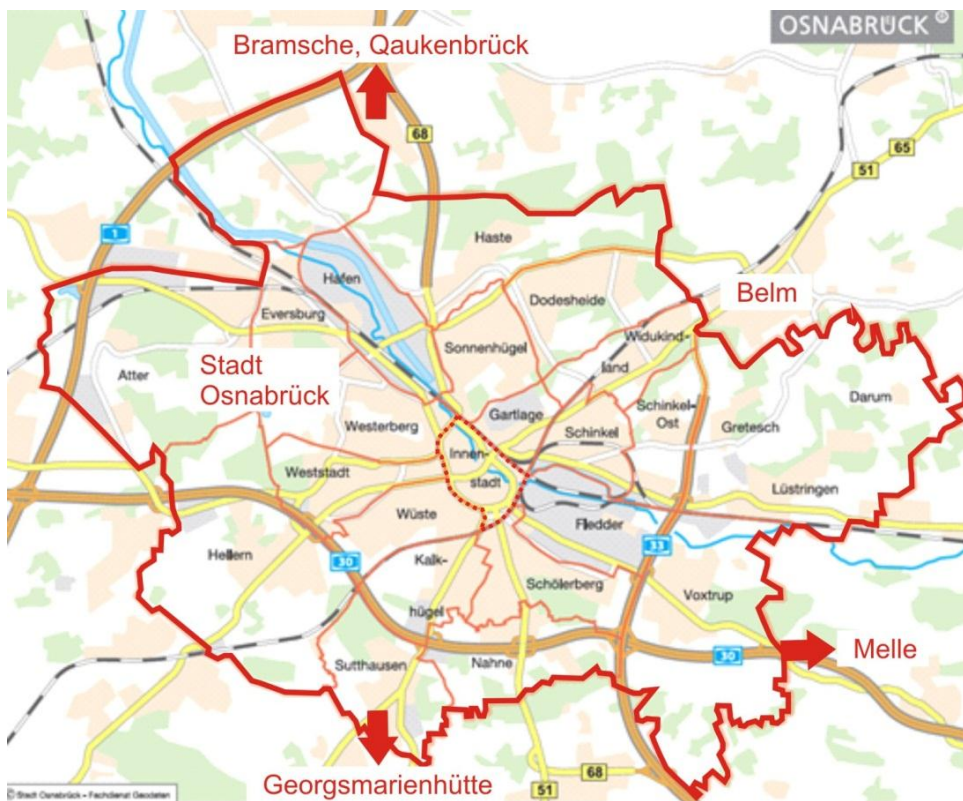 OSNABRÜCK ®
Bramsche, Qaukenbrück
68
65
51
1
Haste
Hafen
Belm
Dodesheide
Eversburg
Widukind-
land
Sonnenhügel
Stadt
Osnabrück
Atter
Schinkel-
Ost
Darum
Gartlage
Gretesch
Westerberg
Schinkel
Innen-
stadt
Weststadt
Lüstringen
Wüste
Fledder
33
Hellern
30
Kalk-
hügel
Schölerberg
Voxtrup
Sutthausen
Nahne
30
Melle
Georgsmarienhütte
68
51
© Stadt Osnabrück - Fachdienst Geodaten